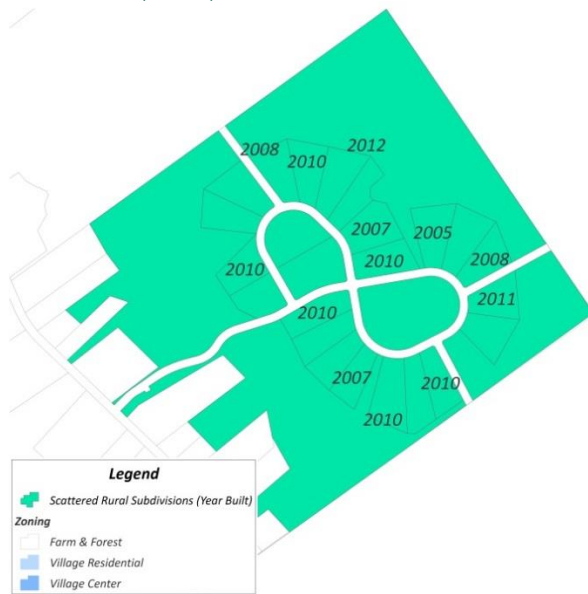 2008
2010
2012
2007
2005
2010
2010
2008
2010
2011
2007
2010
2010
Legend
Scattered Rural Subdivisions (Year Built)
Zoning
Farm & Forest
Village Residential
Village Center